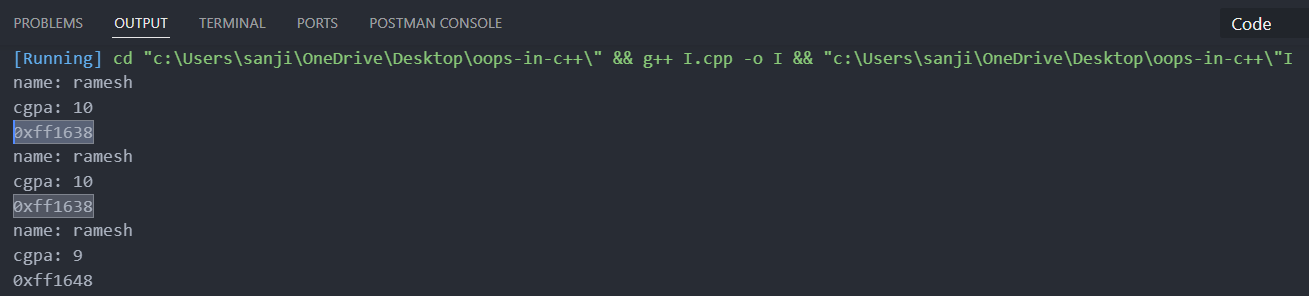 PROBLEMS OUTPUT TERMINAL PORTS POSTMAN CONSOLE Code
[Running] cd "c:\Users\sanji\OneDrive\Desktop\oops-in-c++\" && g++ I.cpp -o I && "c:\Users\sanji\OneDrive\Desktop\oops-in-c++\"I
name: ramesh
cgpa: 10
0xff1638
name: ramesh
cgpa: 10
0xff1638
name: ramesh
cgpa: 9
0xff1648